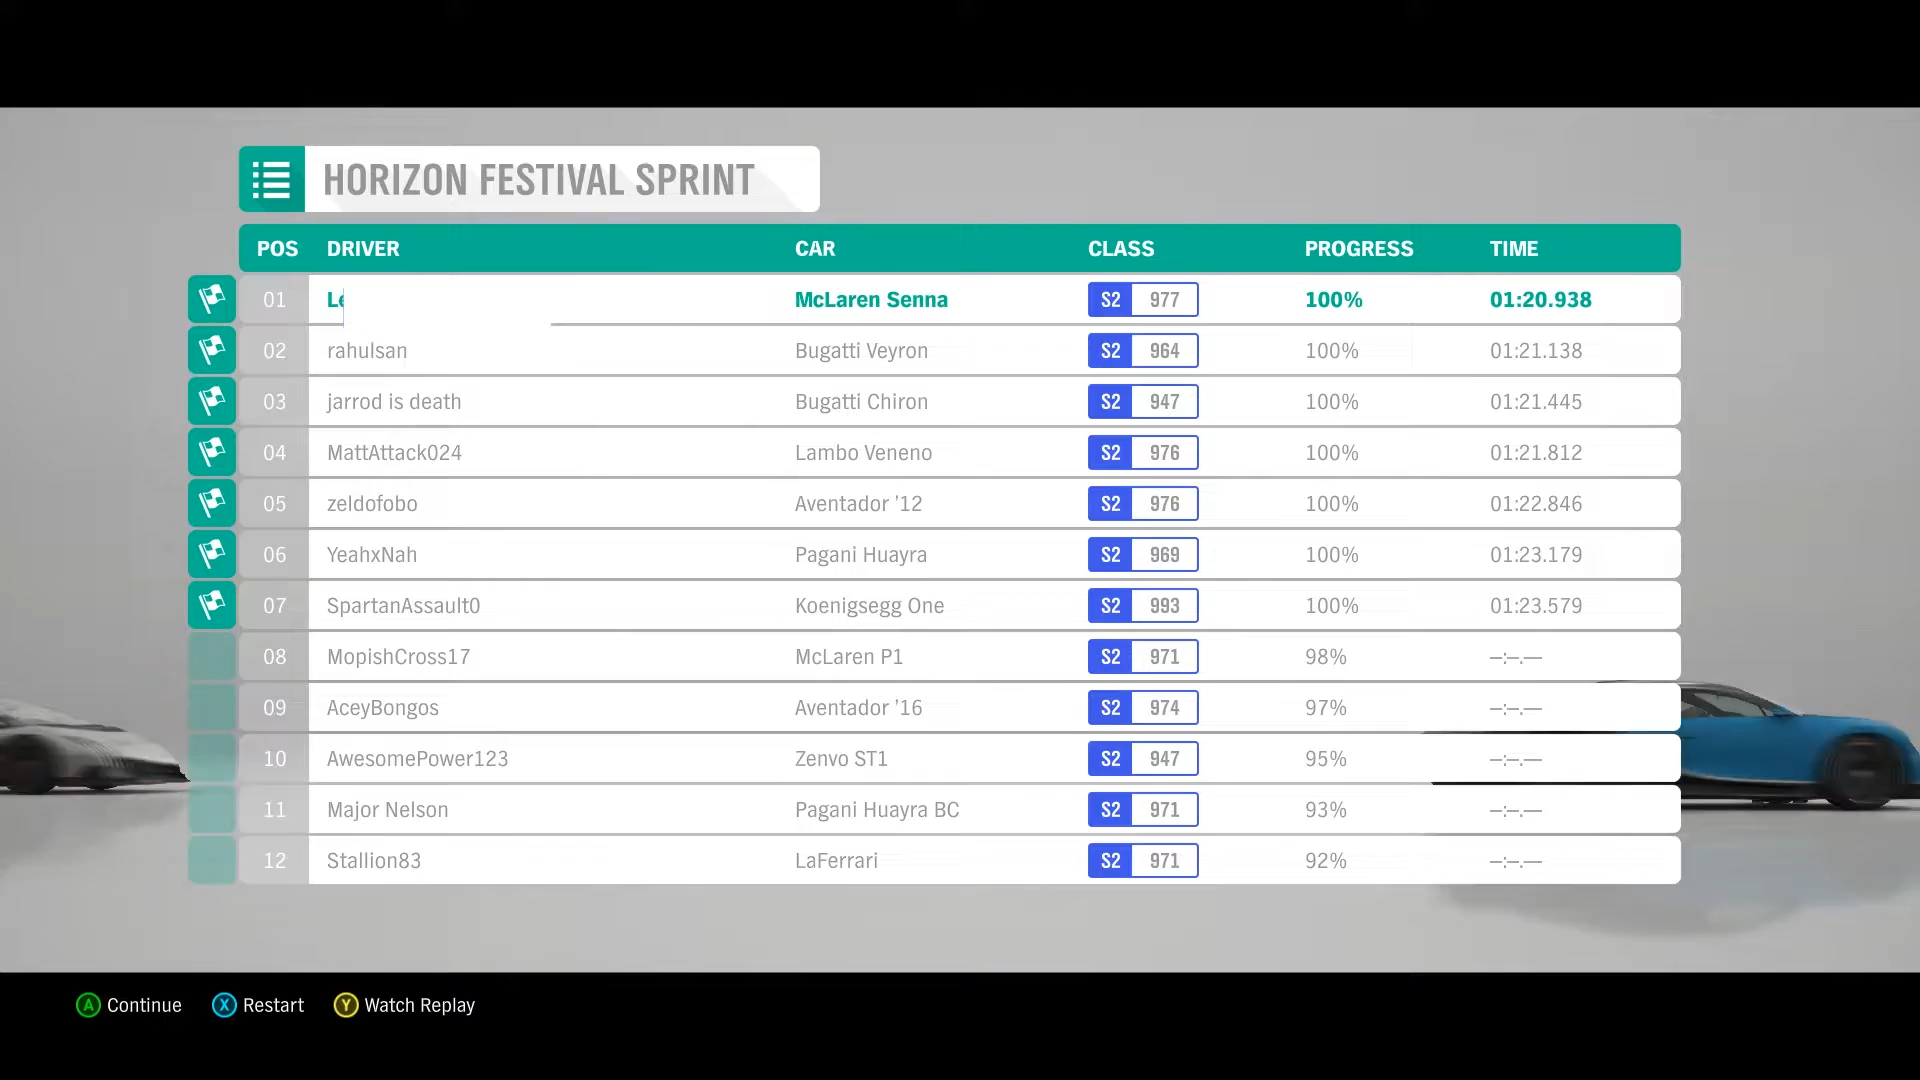 HORIZON FESTIVAL SPRINT
POS DRIVER CAR CLASS PROGRESS TIME
01 Le McLaren Senna S2 977 100% 01:20.938
02 rahulsan Bugatti Veyron S2 964 100% 01:21.138
03 jarrod is death Bugatti Chiron S2 947 100% 01:21.445
04 MattAttack024 Lambo Veneno S2 976 100% 01:21.812
05 zeldofobo Aventador '12 S2 976 100% 01:22.846
06 YeahxNah Pagani Huayra S2 969 100% 01:23.179
07 SpartanAssault0 Koenigsegg One S2 993 100% 01:23.579
08 MopishCross17 McLaren P1 S2 971 98% –:–.––
09 AceyBongos Aventador '16 S2 974 97% –:–.––
10 AwesomePower123 Zenvo ST1 S2 947 95% –:–.––
11 Major Nelson Pagani Huayra BC S2 971 93% –:–.––
12 Stallion83 LaFerrari S2 971 92% –:–.––
A Continue X Restart Y Watch Replay